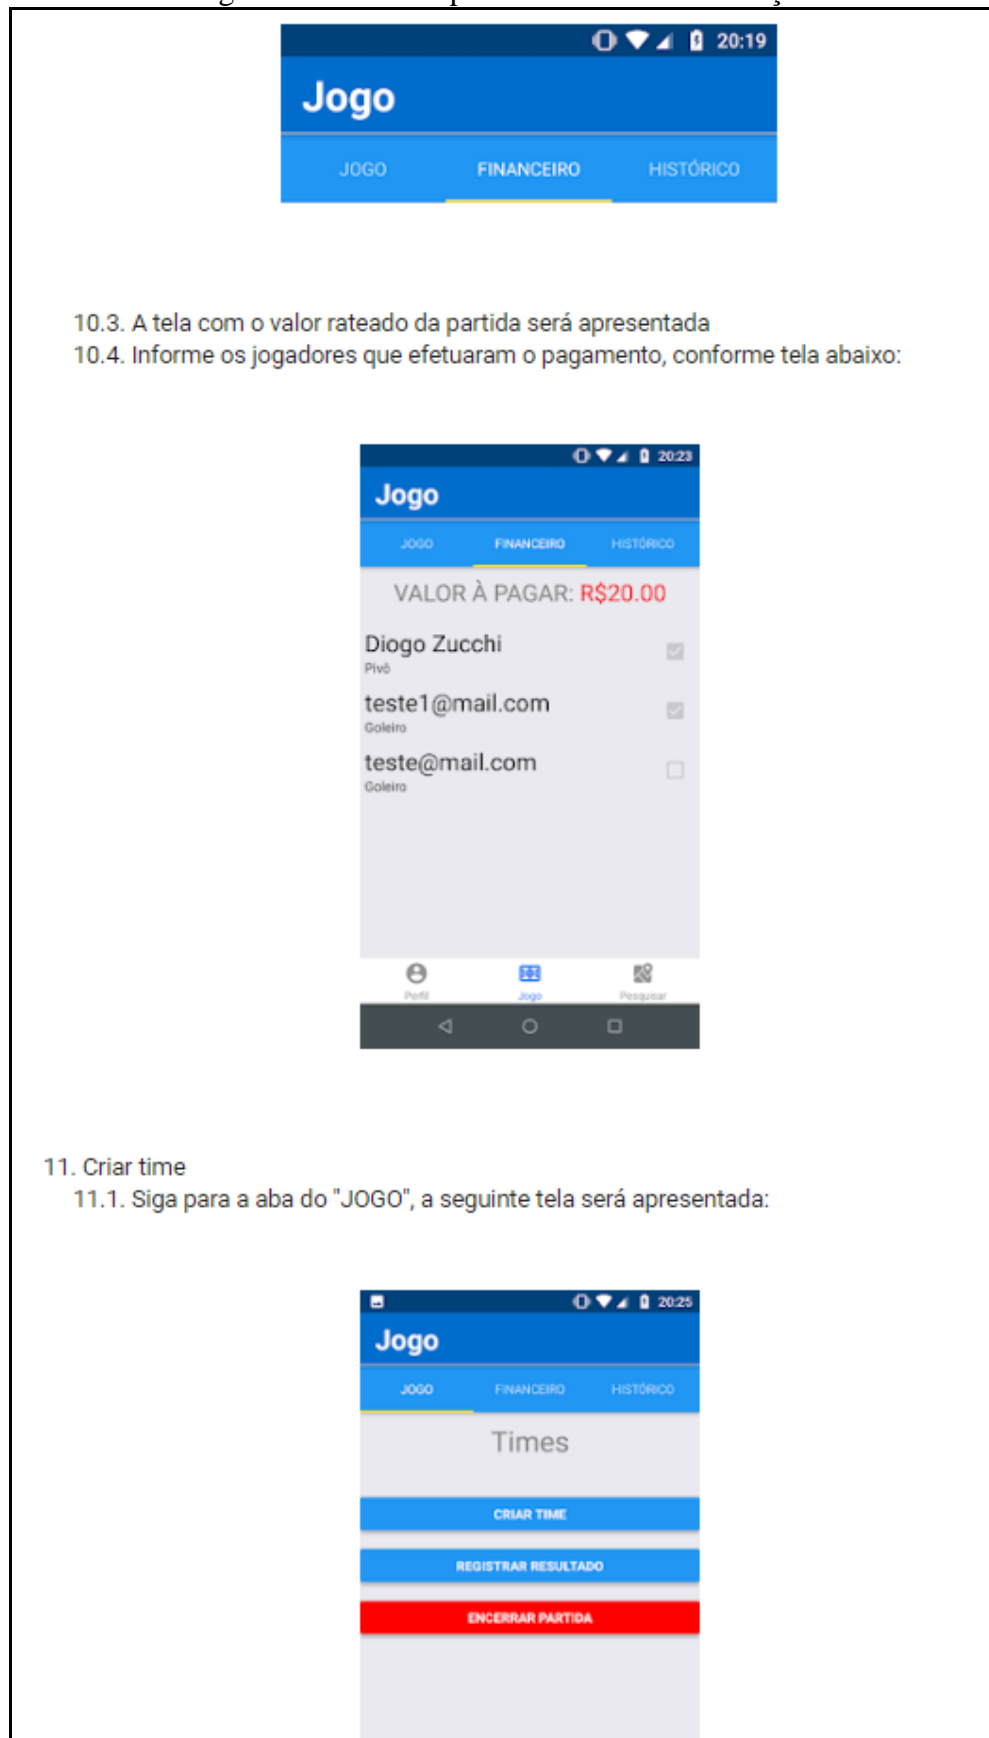 20:19
Jogo
JOGO FINANCEIRO HISTÓRICO
10.3. A tela com o valor rateado da partida será apresentada
10.4. Informe os jogadores que efetuaram o pagamento, conforme tela abaixo:
20:23
Jogo
JOGO FINANCEIRO HISTÓRICO
VALOR À PAGAR: R$20.00
Diogo Zucchi
Pivô
teste1@mail.com
Goleiro
teste@mail.com
Goleiro
Perfil Jogo Pesquisar
11. Criar time
11.1. Siga para a aba do "JOGO", a seguinte tela será apresentada:
20:25
Jogo
JOGO FINANCEIRO HISTÓRICO
Times
CRIAR TIME
REGISTRAR RESULTADO
ENCERRAR PARTIDA